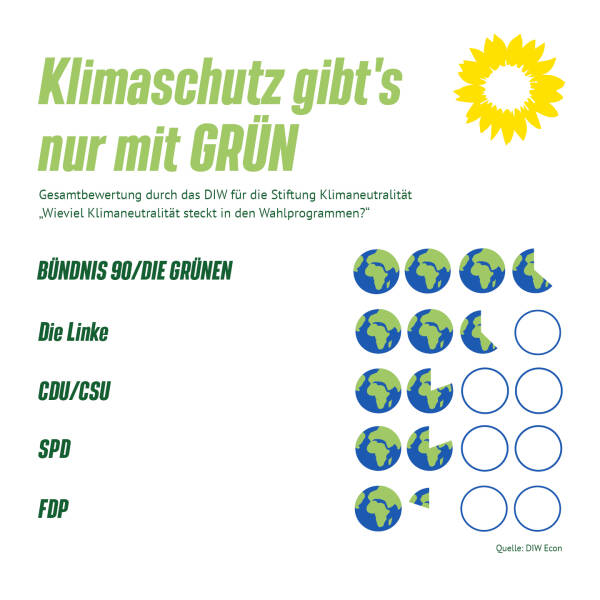 Klimaschutz gibt's
nur mit GRÜN
Gesamtbewertung durch das DIW für die Stiftung Klimaneutralität
„Wieviel Klimaneutralität steckt in den Wahlprogrammen?“
BÜNDNIS 90/DIE GRÜNEN
Die Linke
CDU/CSU
SPD
FDP
Quelle: DIW Econ